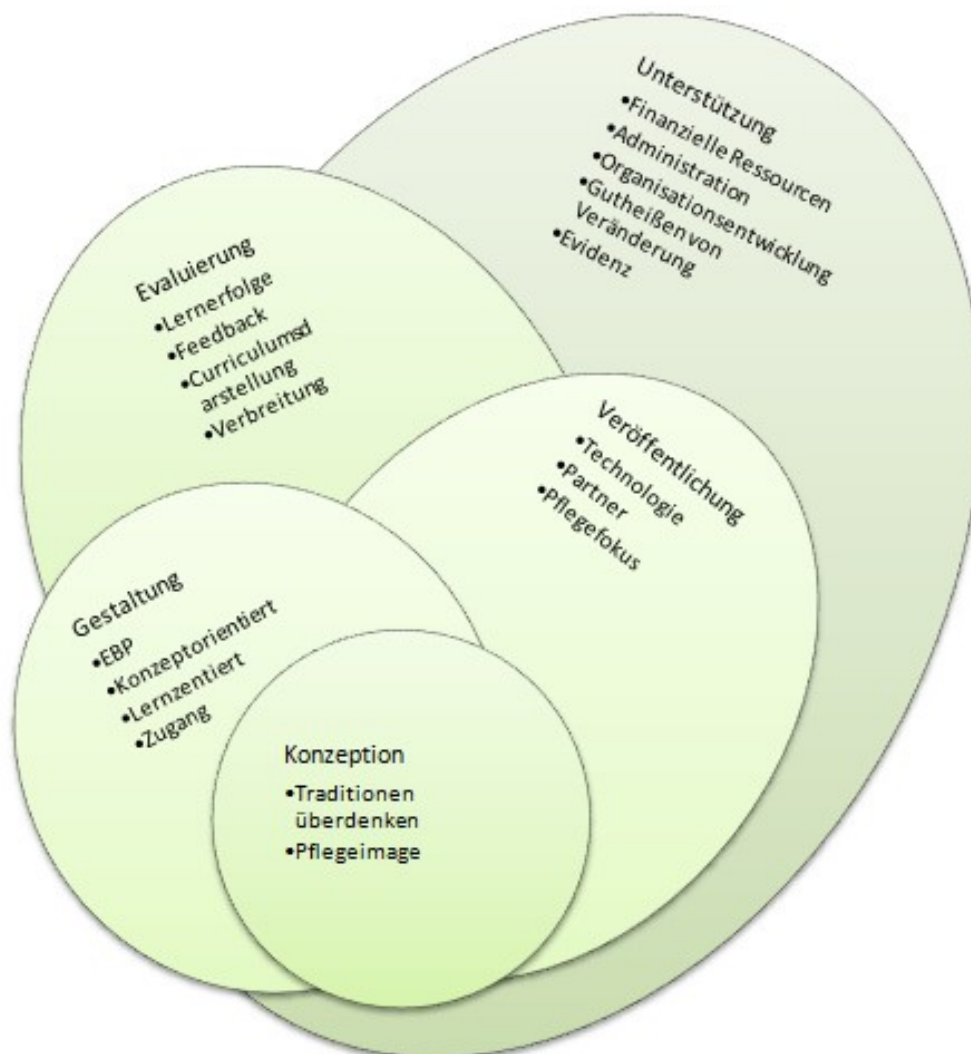 Unterstützung
•Finanzielle Ressourcen
•Administration
•Organisationsentwicklung
•Gutheißen von
Veränderung
•Evidenz
Evaluierung
•Lernerfolge
•Feedback
•Curriculumsd
arstellung
•Verbreitung
Veröffentlichung
•Technologie
•Partner
•Pflegefokus
Gestaltung
•EBP
•Konzeptorientiert
•Lernzentiert
•Zugang
Konzeption
•Traditionen
überdenken
•Pflegeimage